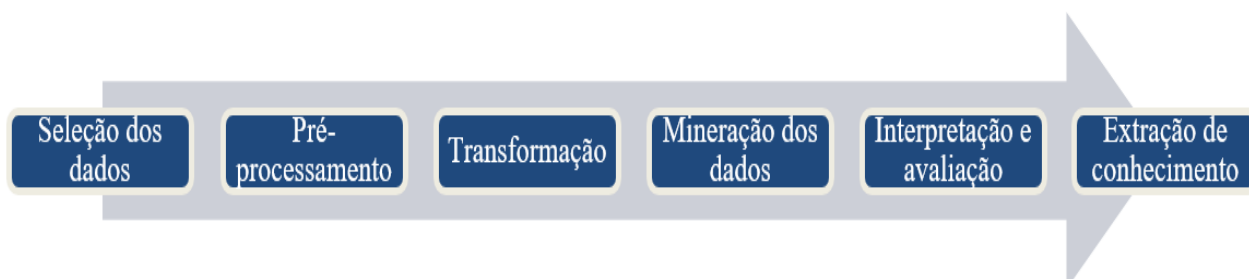 Seleção dos
dados
Pré-
processamento
Transformação
Mineração dos
dados
Interpretação e
avaliação
Extração de
conhecimento